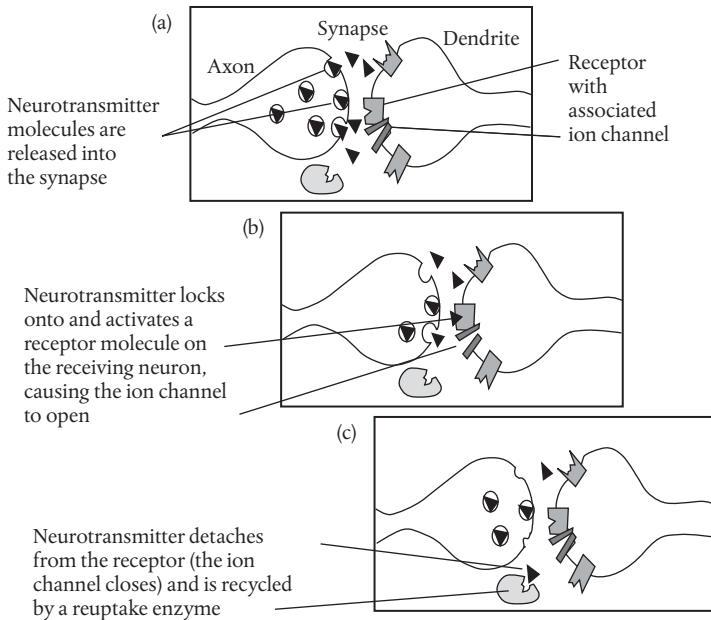 (a)
Synapse
Axon
Dendrite
Receptor
with
associated
ion channel
Neurotransmitter
molecules are
released into
the synapse
(b)
Neurotransmitter locks
onto and activates a
receptor molecule on
the receiving neuron,
causing the ion channel
to open
(c)
Neurotransmitter detaches
from the receptor (the ion
channel closes) and is recycled
by a reuptake enzyme